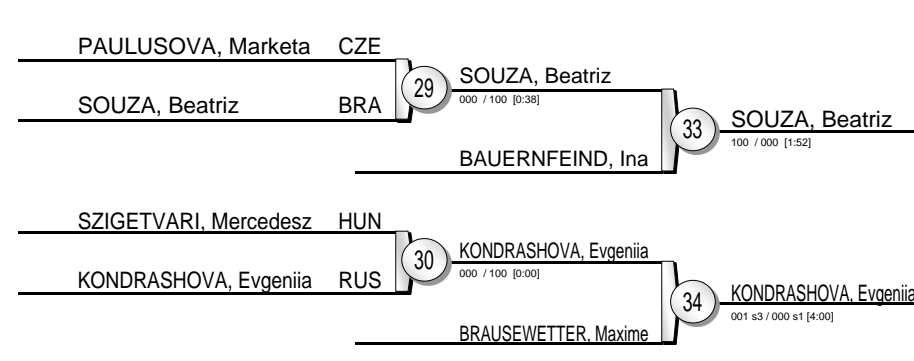 PAULUSOVA, Marketa CZE
29
SOUZA, Beatriz
000 / 100 [0:38]
SOUZA, Beatriz BRA
33
SOUZA, Beatriz
100 / 000 [1:52]
BAUERNFEIND, Ina
SZIGETVARI, Mercedesz HUN
30
KONDRASHOVA, Evgeniia
000 / 100 [0:00]
KONDRASHOVA, Evgeniia RUS
34
KONDRASHOVA, Evgeniia
001 s3 / 000 s1 [4:00]
BRAUSEWETTER, Maxime